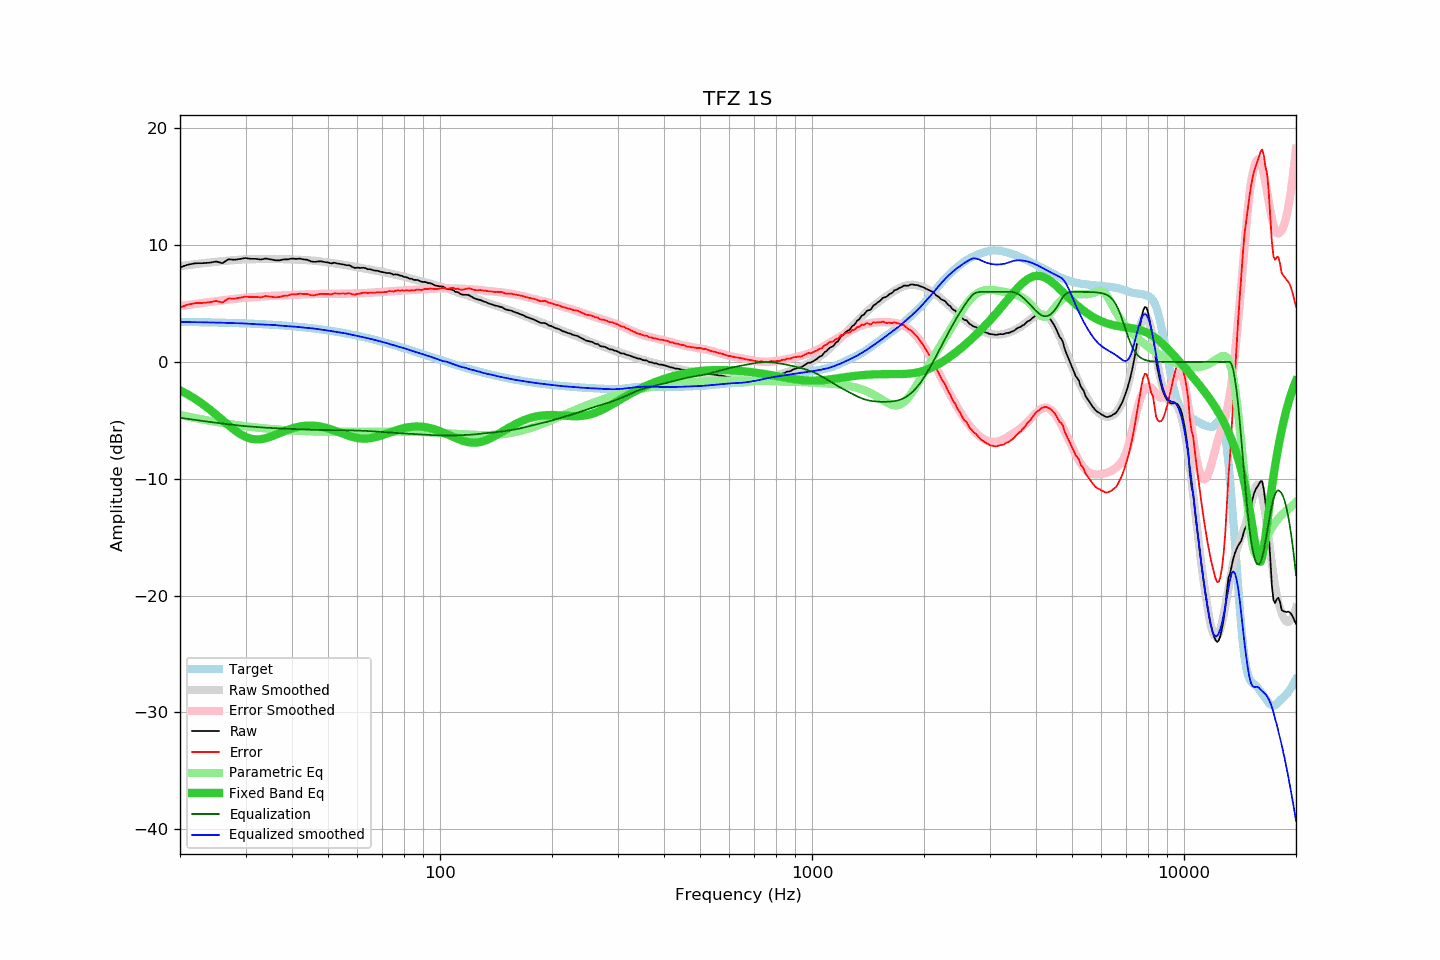 TFZ 1S
20
10
0
−10
−20
−30
−40
Amplitude (dBr)
Target
Raw Smoothed
Error Smoothed
Raw
Error
Parametric Eq
Fixed Band Eq
Equalization
Equalized smoothed
100
1000
10000
Frequency (Hz)